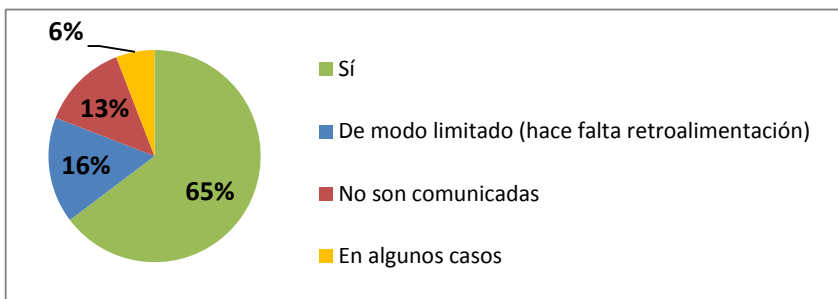 6%
13%
16%
65%
Sí
De modo limitado (hace falta retroalimentación)
No son comunicadas
En algunos casos